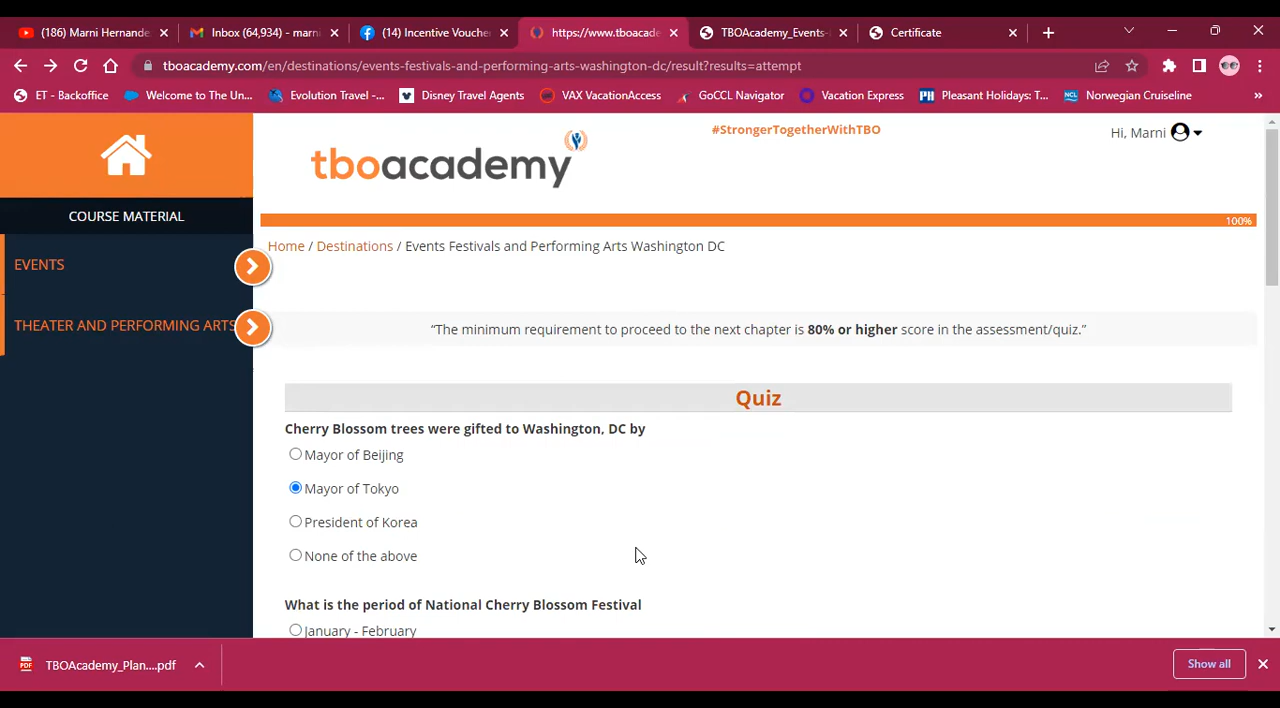 (186) Marni Hernande
Inbox (64,934) - marni
(14) Incentive Vouche
https://www.tboacade
TBOAcademy_Events-
Certificate
tboacademy.com/en/destinations/events-festivals-and-performing-arts-washington-dc/result?results=attempt
ET - Backoffice
Welcome to The Un...
Evolution Travel -...
Disney Travel Agents
VAX VacationAccess
GoCCL Navigator
Vacation Express
Pleasant Holidays: T...
Norwegian Cruiseline
»
tboacademy
#StrongerTogetherWithTBO
Hi, Marni
COURSE MATERIAL
100%
EVENTS
THEATER AND PERFORMING ARTS
Home / Destinations / Events Festivals and Performing Arts Washington DC
“The minimum requirement to proceed to the next chapter is 80% or higher score in the assessment/quiz.”
Quiz
Cherry Blossom trees were gifted to Washington, DC by
Mayor of Beijing
Mayor of Tokyo
President of Korea
None of the above
What is the period of National Cherry Blossom Festival
January - February
TBOAcademy_Plan....pdf
Show all